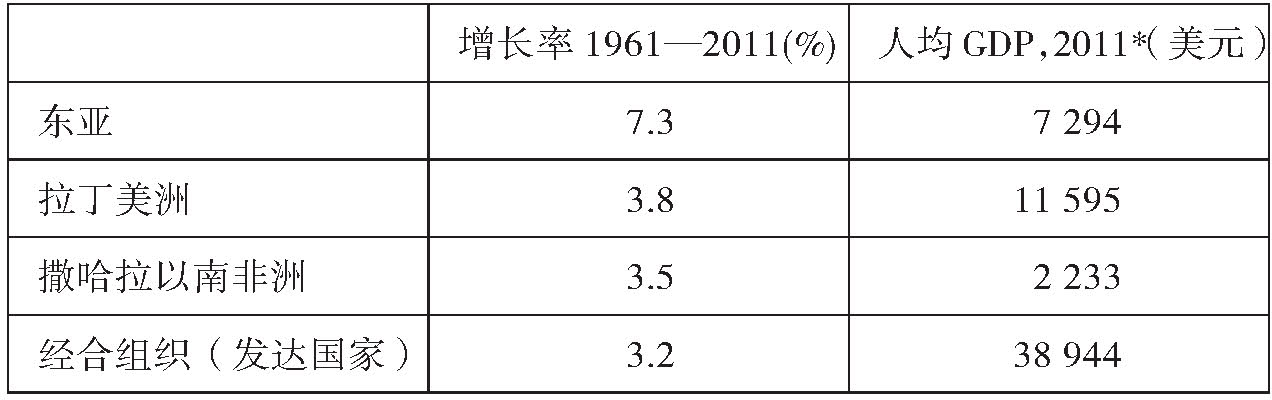 增长率 1961—2011(%) 人均 GDP,2011*(美元)
东亚 7.3 7 294
拉丁美洲 3.8 11 595
撒哈拉以南非洲 3.5 2 233
经合组织（发达国家） 3.2 38 944